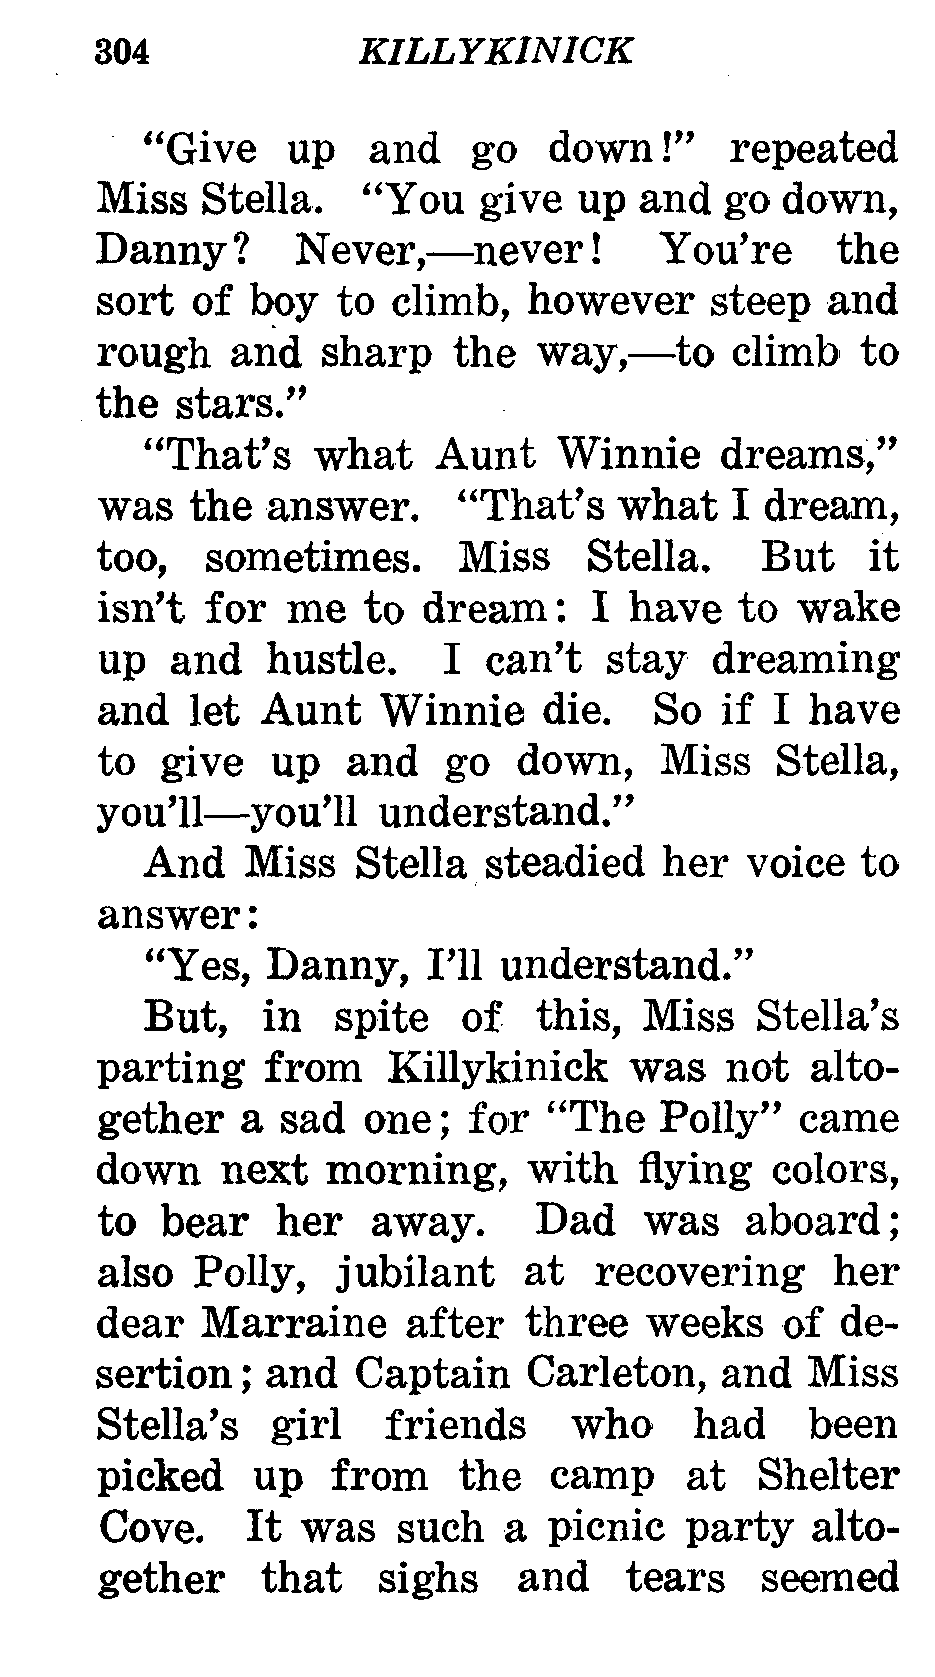 304 KILLYKINICK
“Give up and go down!” repeated
Miss Stella. “You give up and go down,
Danny? Never,—never! You’re the
sort of boy to climb, however steep and
rough and sharp the way,—to climb to
the stars.”
“That’s what Aunt Winnie dreams,”
was the answer. “That’s what I dream,
too, sometimes. Miss Stella. But it
isn’t for me to dream: I have to wake
up and hustle. I can’t stay dreaming
and let Aunt Winnie die. So if I have
to give up and go down, Miss Stella,
you’ll—you’ll understand.”
And Miss Stella steadied her voice to
answer:
“Yes, Danny, I’ll understand.”
But, in spite of this, Miss Stella’s
parting from Killykinick was not alto-
gether a sad one; for “The Polly” came
down next morning, with flying colors,
to bear her away. Dad was aboard;
also Polly, jubilant at recovering her
dear Marraine after three weeks of de-
sertion; and Captain Carleton, and Miss
Stella’s girl friends who had been
picked up from the camp at Shelter
Cove. It was such a picnic party alto-
gether that sighs and tears seemed